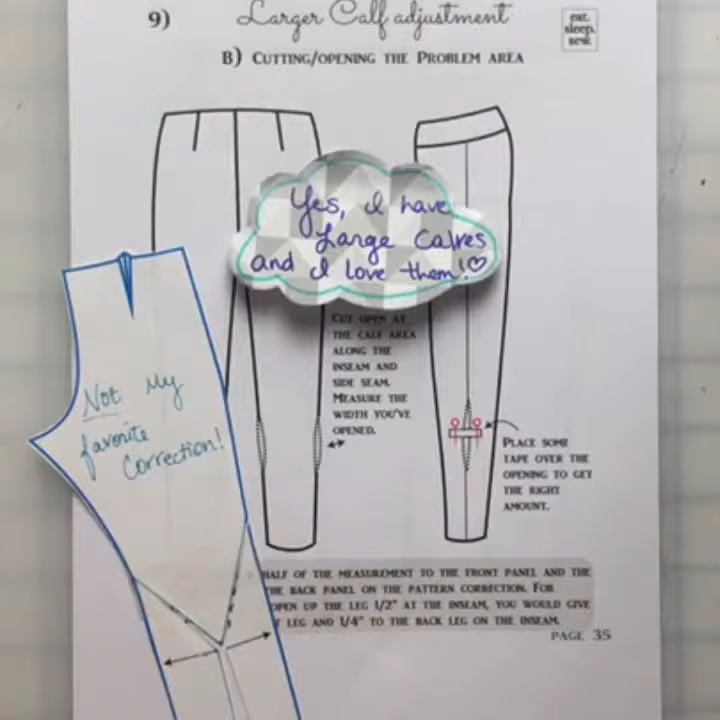 9)
Larger Calf adjustment
eat.
sleep.
sew.
B) CUTTING/OPENING THE PROBLEM AREA
Yes, I have
Large Calves
and I love them!♡
CUT OPEN AT
THE CALF AREA
ALONG THE
INSEAM AND
SIDE SEAM.
MEASURE THE
WIDTH YOU'VE
OPENED.
Not my
favorite
correction!
PLACE SOME
TAPE OVER THE
OPENING TO GET
THE RIGHT
AMOUNT.
HALF OF THE MEASUREMENT TO THE FRONT PANEL AND THE
THE BACK PANEL ON THE PATTERN CORRECTION. FOR
OPEN UP THE LEG 1/2" AT THE INSEAM, YOU WOULD GIVE
LEG AND 1/4" TO THE BACK LEG ON THE INSEAM.
PAGE 35